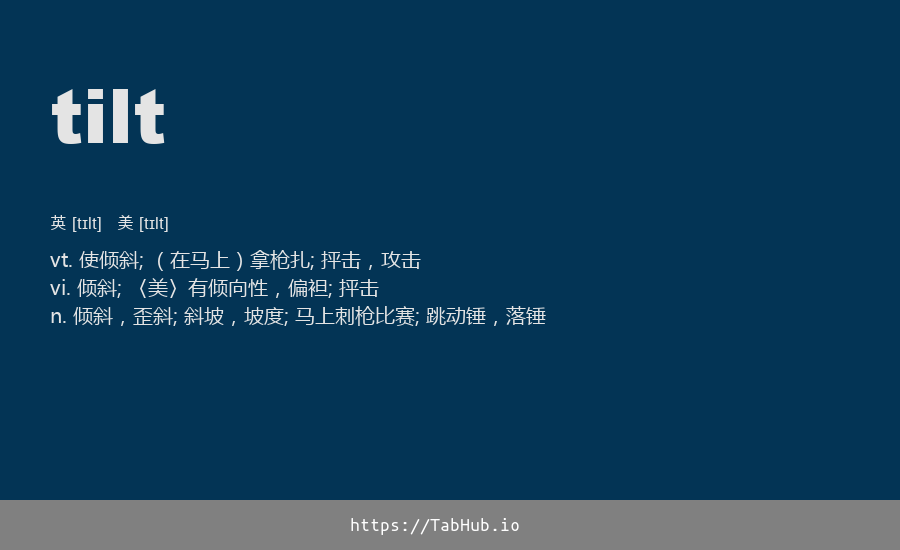 tilt
英 [tɪlt] 美 [tɪlt]
vt. 使倾斜; （在马上）拿枪扎; 抨击，攻击
vi. 倾斜; 〈美〉有倾向性，偏袒; 抨击
n. 倾斜，歪斜; 斜坡，坡度; 马上刺枪比赛; 跳动锤，落锤
https://TabHub.io